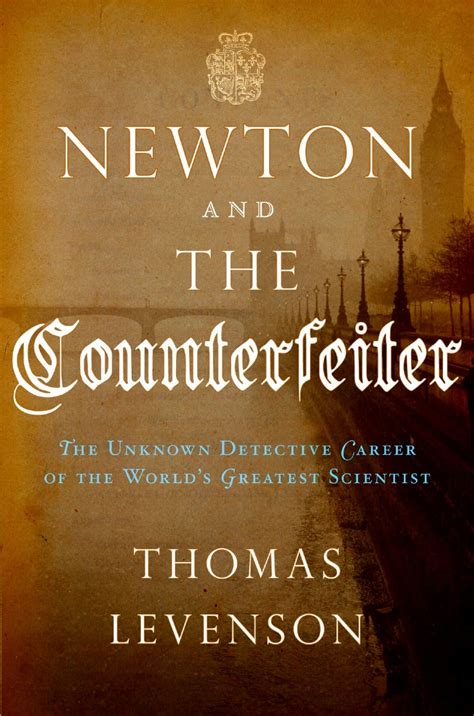 NEWTON
AND
THE
Counterfeiter
THE UNKNOWN DETECTIVE CAREER
OF THE WORLD'S GREATEST SCIENTIST
THOMAS
LEVENSON